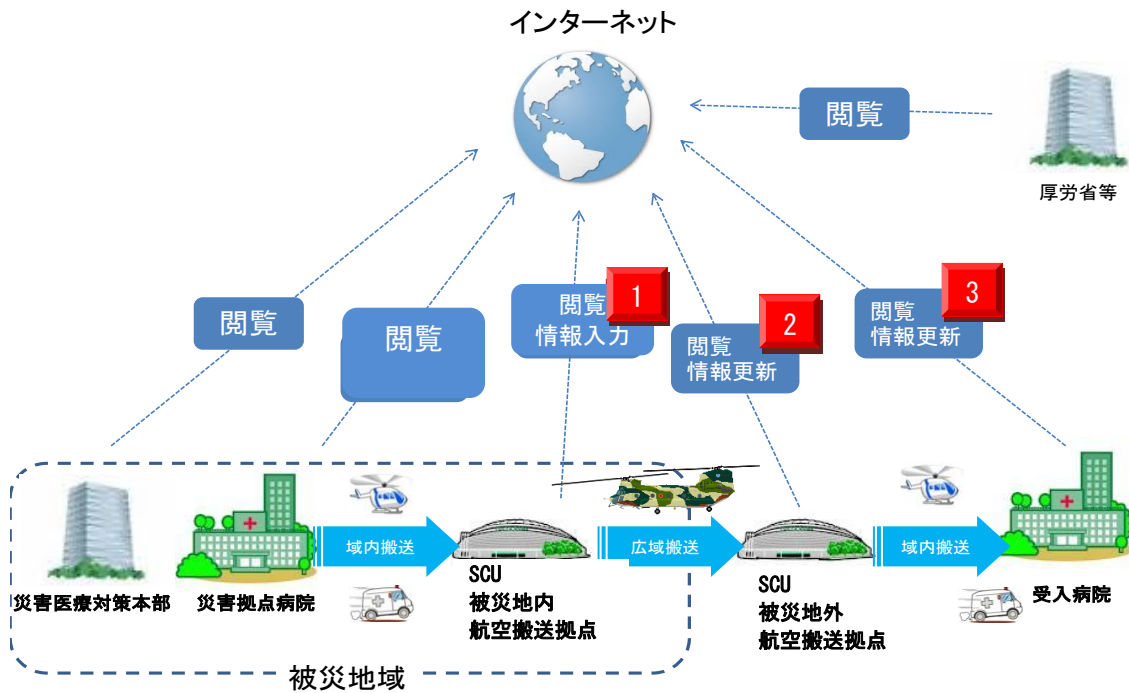 インターネット
閲覧
厚労省等
閲覧
閲覧
閲覧
情報入力
1
閲覧
情報更新
2
閲覧
情報更新
3
域内搬送
広域搬送
域内搬送
災害医療対策本部
災害拠点病院
SCU
被災地内
航空搬送拠点
SCU
被災地外
航空搬送拠点
受入病院
被災地域